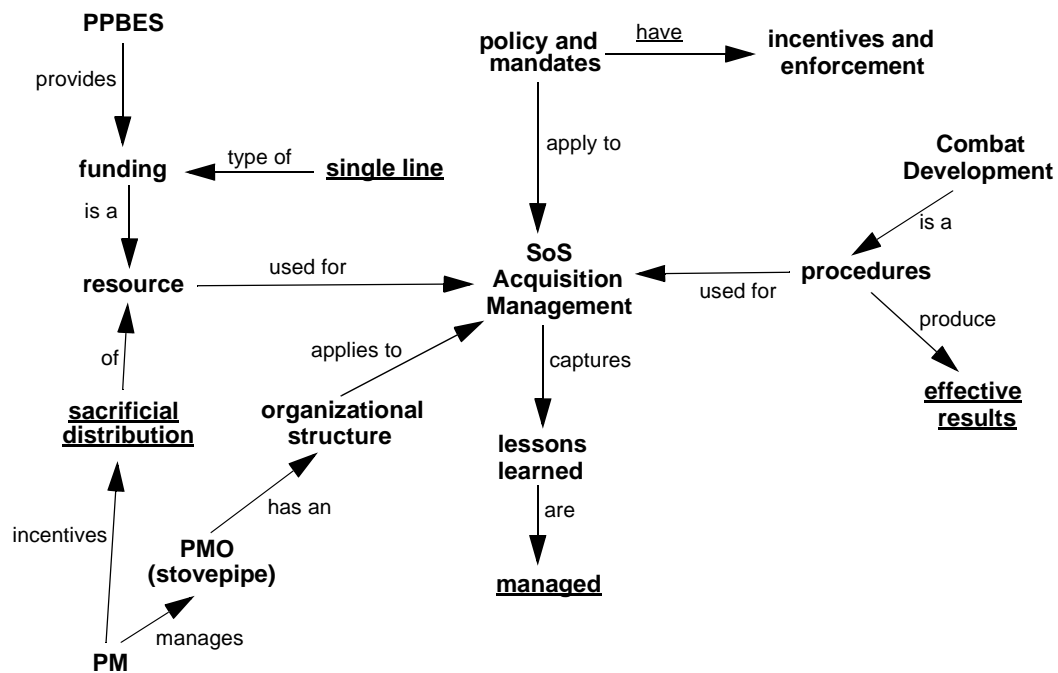 PPBES
provides
funding
type of
single line
is a
resource
used for
of
sacrificial
distribution
incentives
PM
manages
PMO
(stovepipe)
has an
organizational
structure
applies to
policy and
mandates
have
incentives and
enforcement
apply to
SoS
Acquisition
Management
captures
lessons
learned
are
managed
Combat
Development
is a
procedures
used for
produce
effective
results